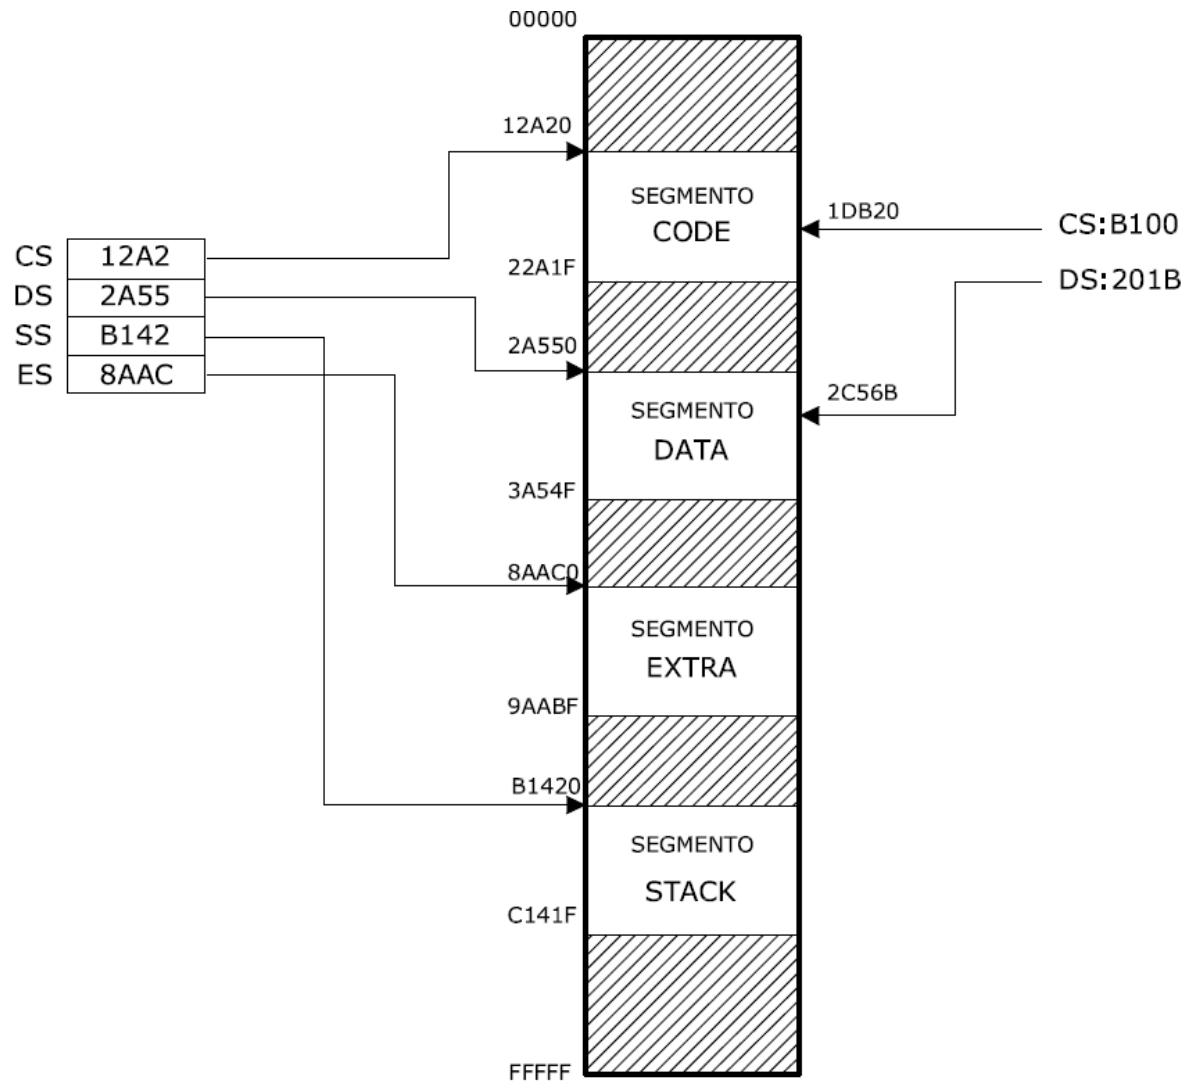 00000
12A20
SEGMENTO
CODE
1DB20
CS:B100
CS 12A2
22A1F
DS:201B
DS 2A55
SS B142
2A550
ES 8AAC
2C56B
SEGMENTO
DATA
3A54F
8AAC0
SEGMENTO
EXTRA
9AABF
B1420
SEGMENTO
STACK
C141F
FFFFF